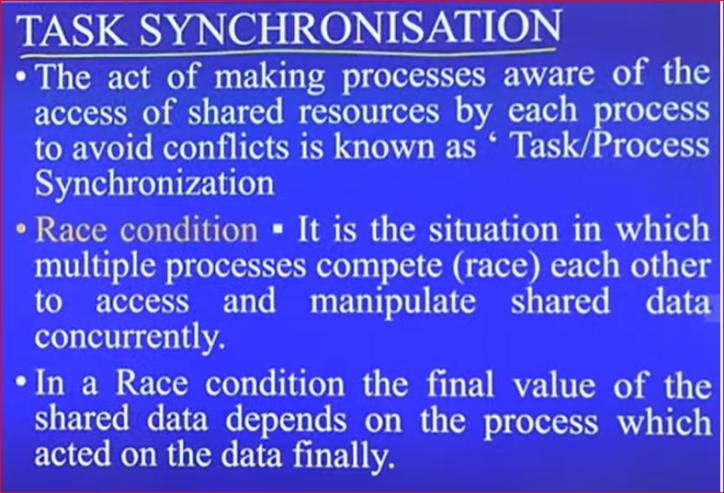 TASK SYNCHRONISATION
• The act of making processes aware of the
access of shared resources by each process
to avoid conflicts is known as ‘ Task/Process
Synchronization
• Race condition ▪ It is the situation in which
multiple processes compete (race) each other
to access and manipulate shared data
concurrently.
• In a Race condition the final value of the
shared data depends on the process which
acted on the data finally.